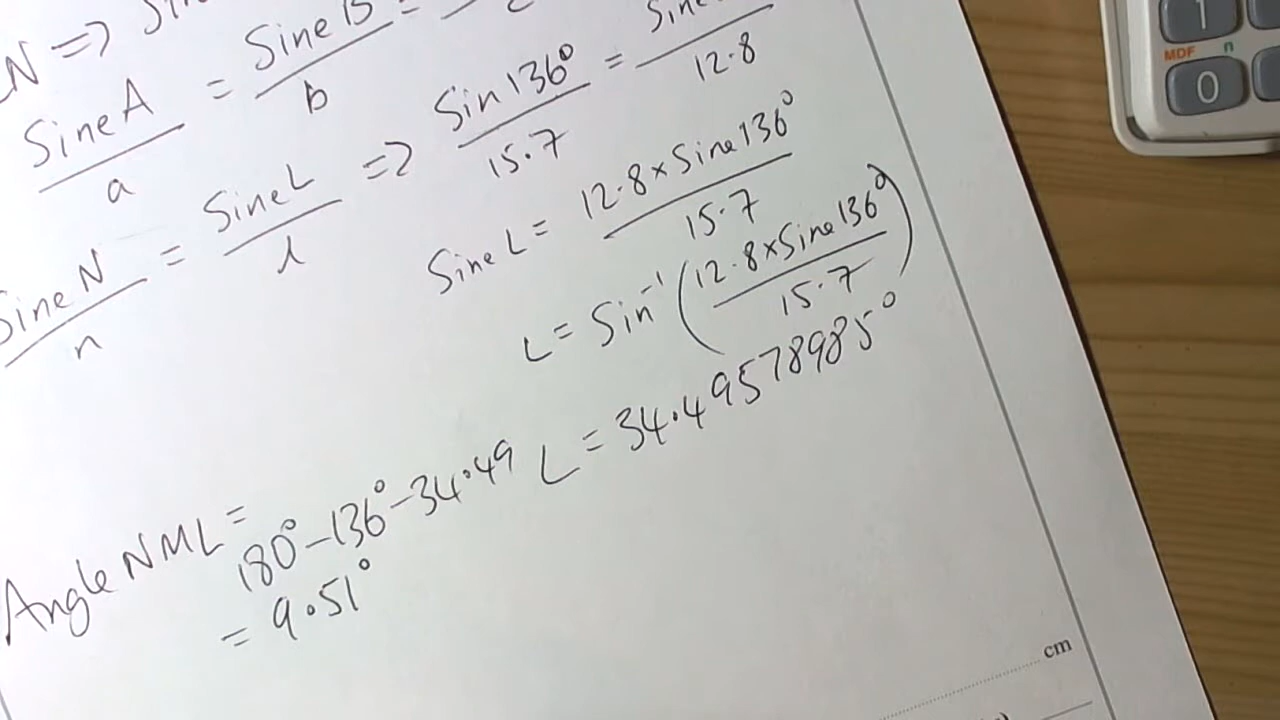 N => Sin
Sine A / a = Sine B / b =
Sine N / n = Sine L / l => Sin 136° / 15.7 = Sine / 12.8
Sine L = 12.8 × Sine 136° / 15.7
L = Sin⁻¹ ( 12.8 × Sine 136° / 15.7 )
L = 34.49578985°
Angle NML =
180° – 136° – 34.49
= 9.51°
cm
1
MDF n
0